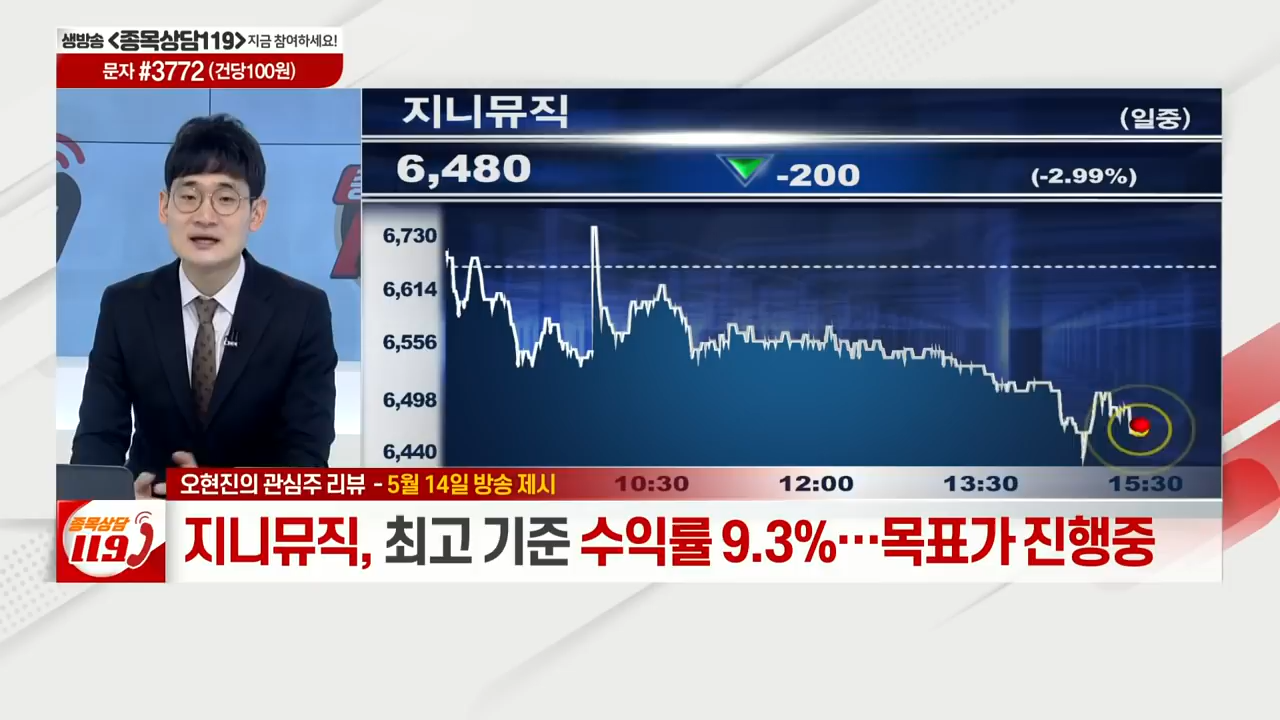 생방송 <종목상담119> 지금 참여하세요!
문자 #3772 (건당100원)
지니뮤직
(일중)
6,480
-200
(-2.99%)
6,730
6,614
6,556
6,498
6,440
10:30
12:00
13:30
15:30
오현진의 관심주 리뷰 - 5월 14일 방송 제시
종목상담
119
지니뮤직, 최고 기준 수익률 9.3%…목표가 진행중